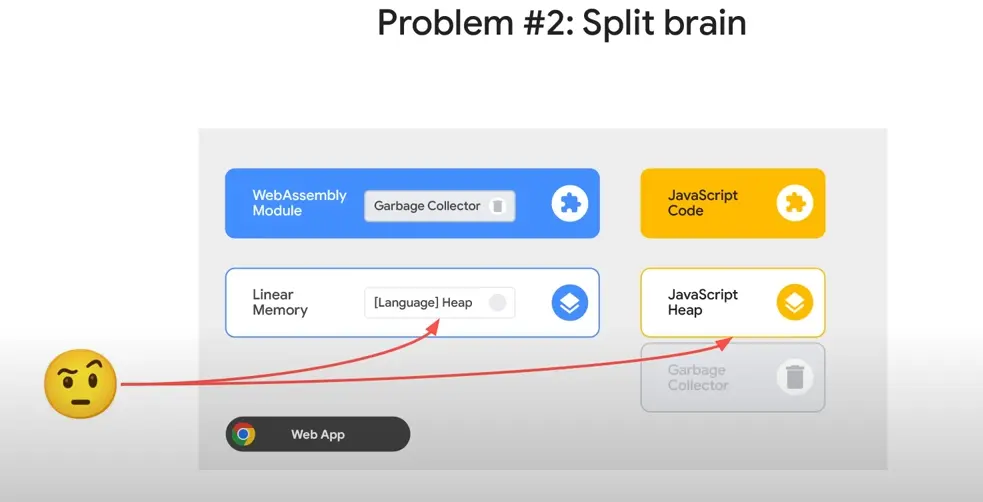 Problem #2: Split brain
WebAssembly
Module
Garbage Collector
JavaScript
Code
Linear
Memory
[Language] Heap
JavaScript
Heap
Garbage
Collector
Web App